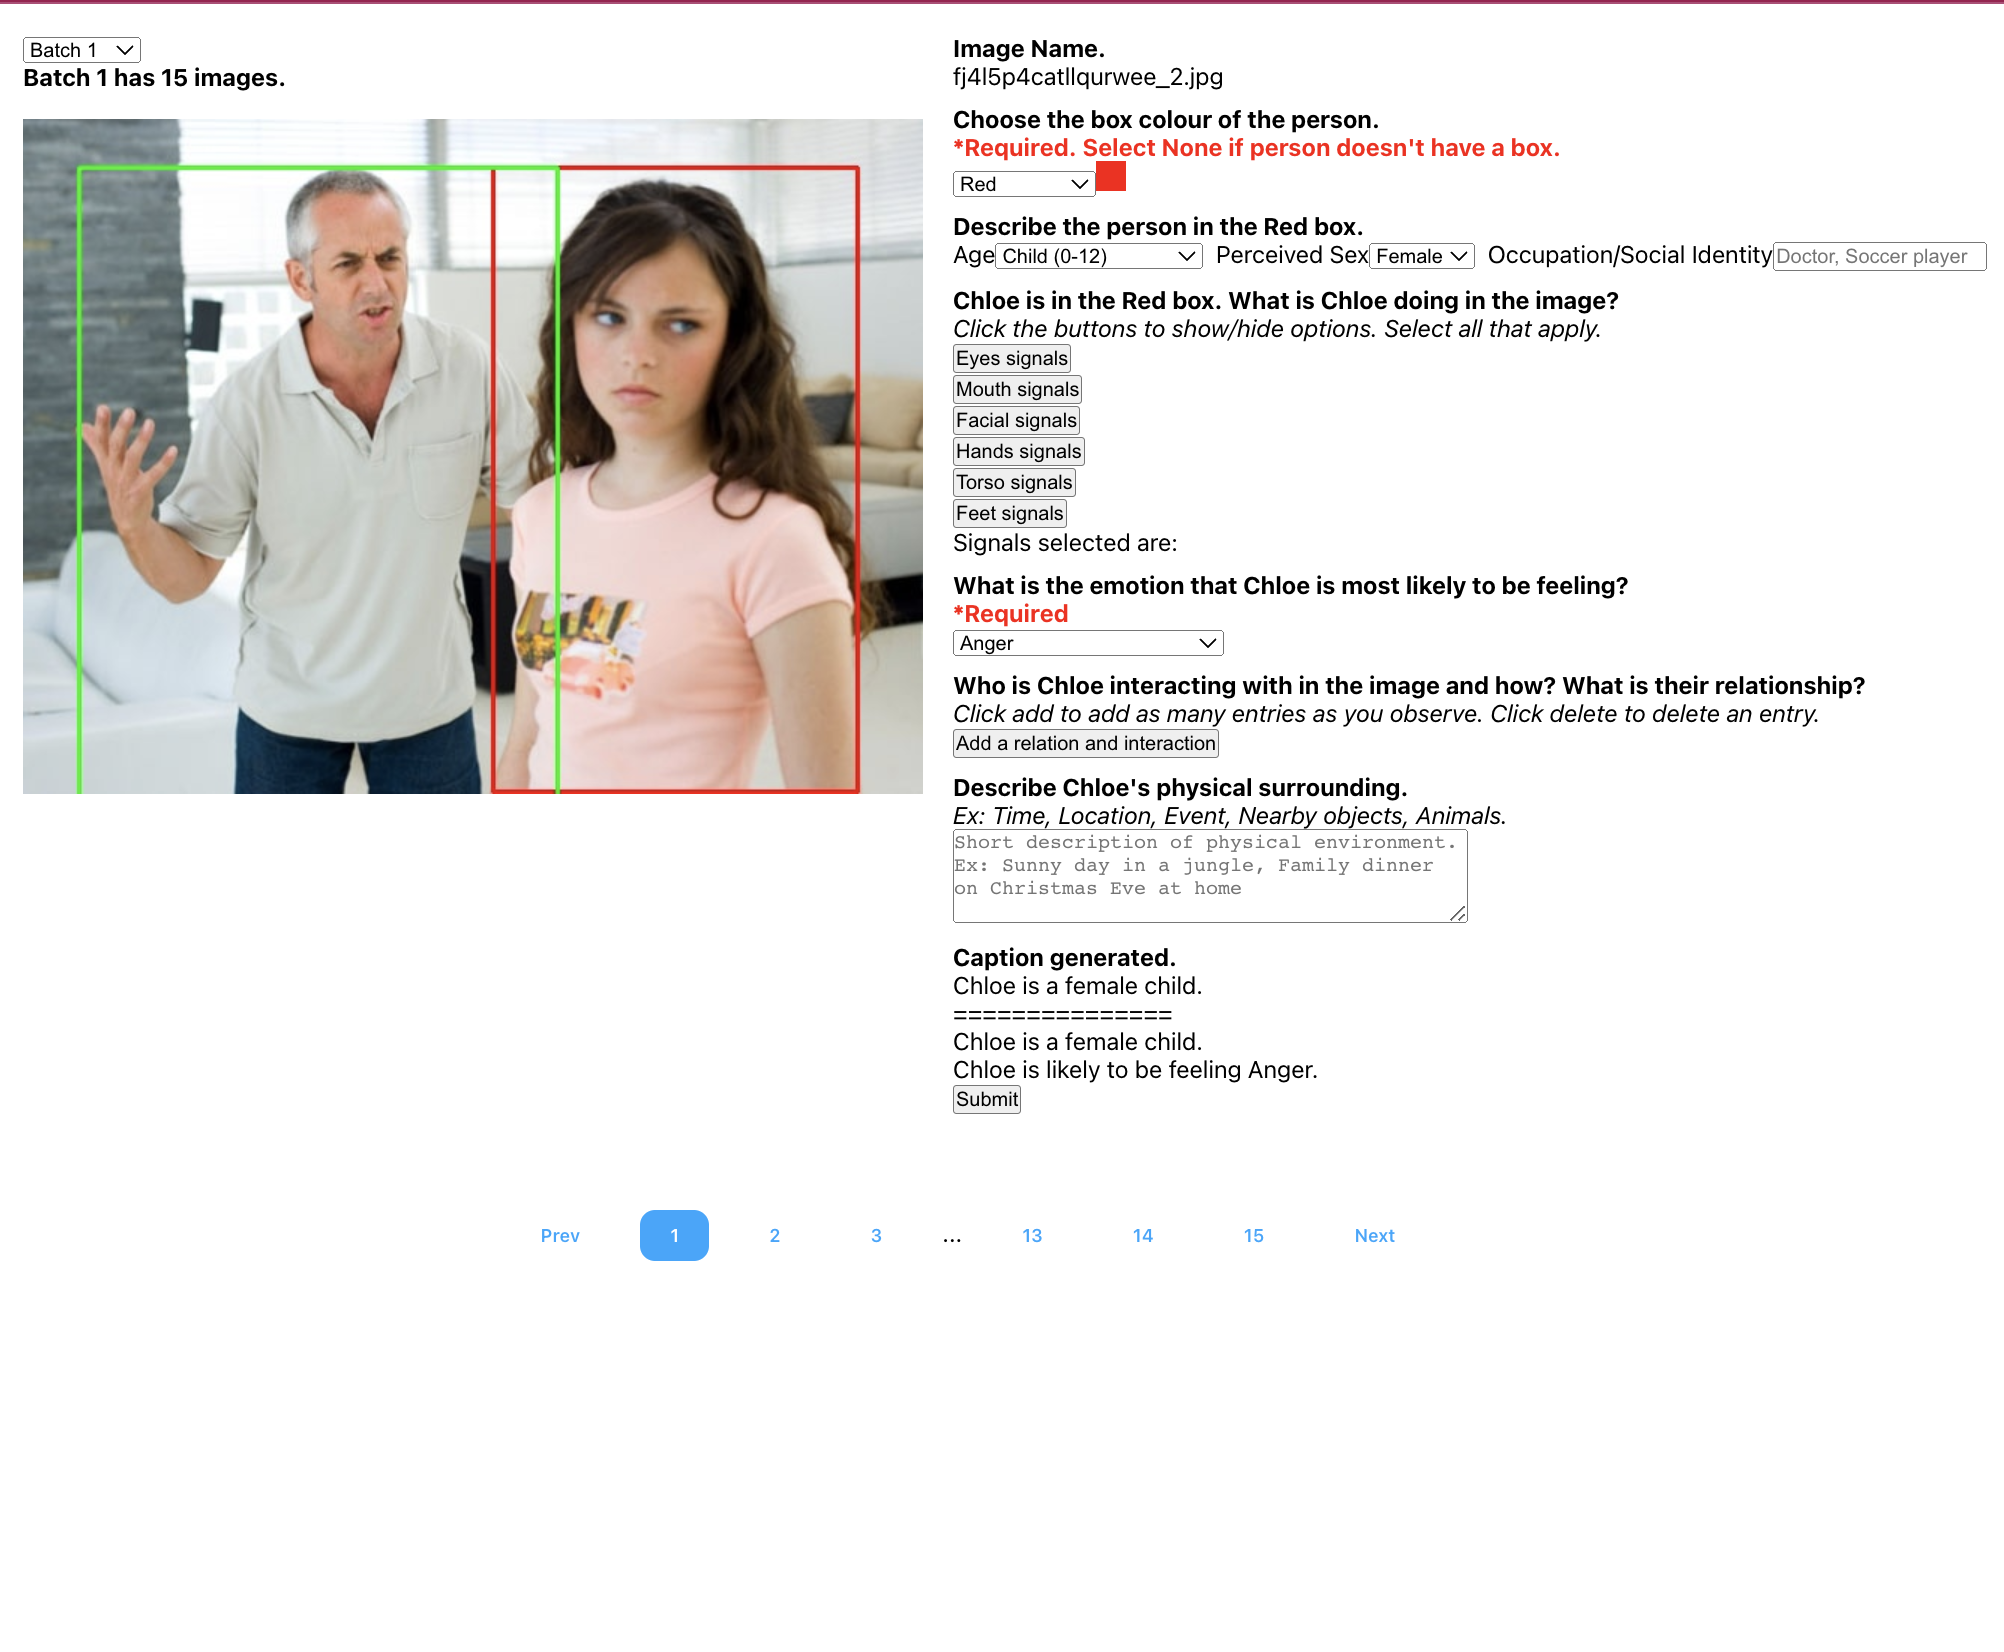 Batch 1
Batch 1 has 15 images.
Image Name.
fj4l5p4catllqurwee_2.jpg
Choose the box colour of the person.
*Required. Select None if person doesn't have a box.
Red
Describe the person in the Red box.
Age Child (0-12) Perceived Sex Female Occupation/Social Identity Doctor, Soccer player
Chloe is in the Red box. What is Chloe doing in the image?
Click the buttons to show/hide options. Select all that apply.
Eyes signals
Mouth signals
Facial signals
Hands signals
Torso signals
Feet signals
Signals selected are:
What is the emotion that Chloe is most likely to be feeling?
*Required
Anger
Who is Chloe interacting with in the image and how? What is their relationship?
Click add to add as many entries as you observe. Click delete to delete an entry.
Add a relation and interaction
Describe Chloe's physical surrounding.
Ex: Time, Location, Event, Nearby objects, Animals.
Short description of physical environment.
Ex: Sunny day in a jungle, Family dinner
on Christmas Eve at home
Caption generated.
Chloe is a female child.
===============
Chloe is a female child.
Chloe is likely to be feeling Anger.
Submit
Prev 1 2 3 ... 13 14 15 Next